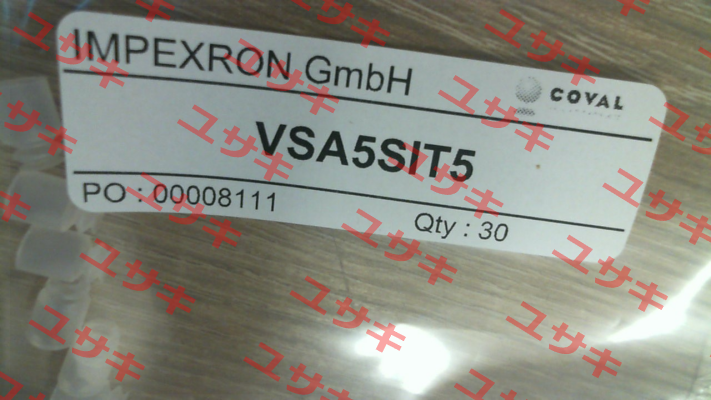 IMPEXRON GmbH
COVAL
VSA5SIT5
PO : 00008111
Qty : 30
ユサキ